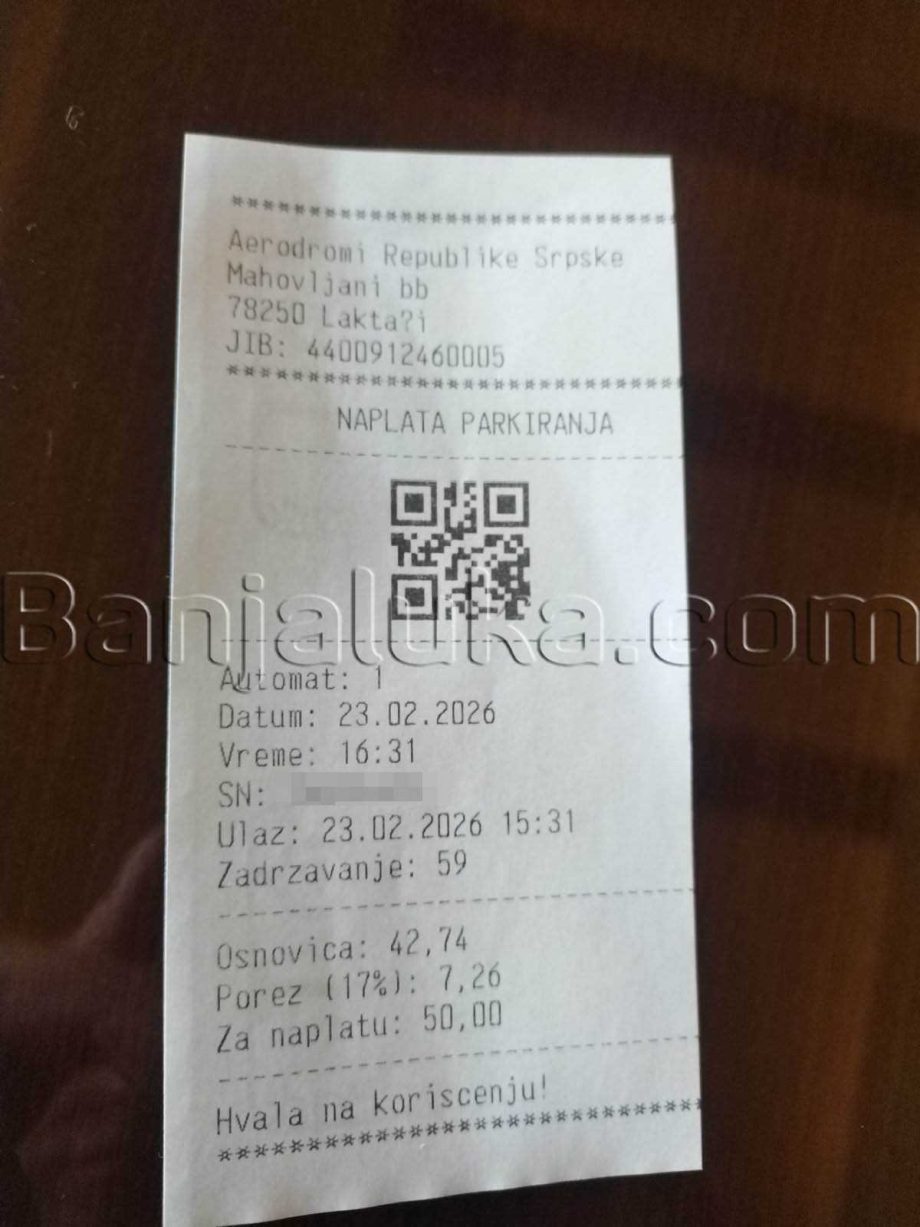 ***************************
Aerodromi Republike Srpske
Mahovljani bb
78250 Lakta?i
JIB: 4400912460005
***************************
NAPLATA PARKIRANJA
Banjaluka.com
Automat: 1
Datum: 23.02.2026
Vreme: 16:31
SN:
Ulaz: 23.02.2026 15:31
Zadrzavanje: 59
Osnovica: 42,74
Porez (17%): 7,26
Za naplatu: 50,00
Hvala na koriscenju!
***************************